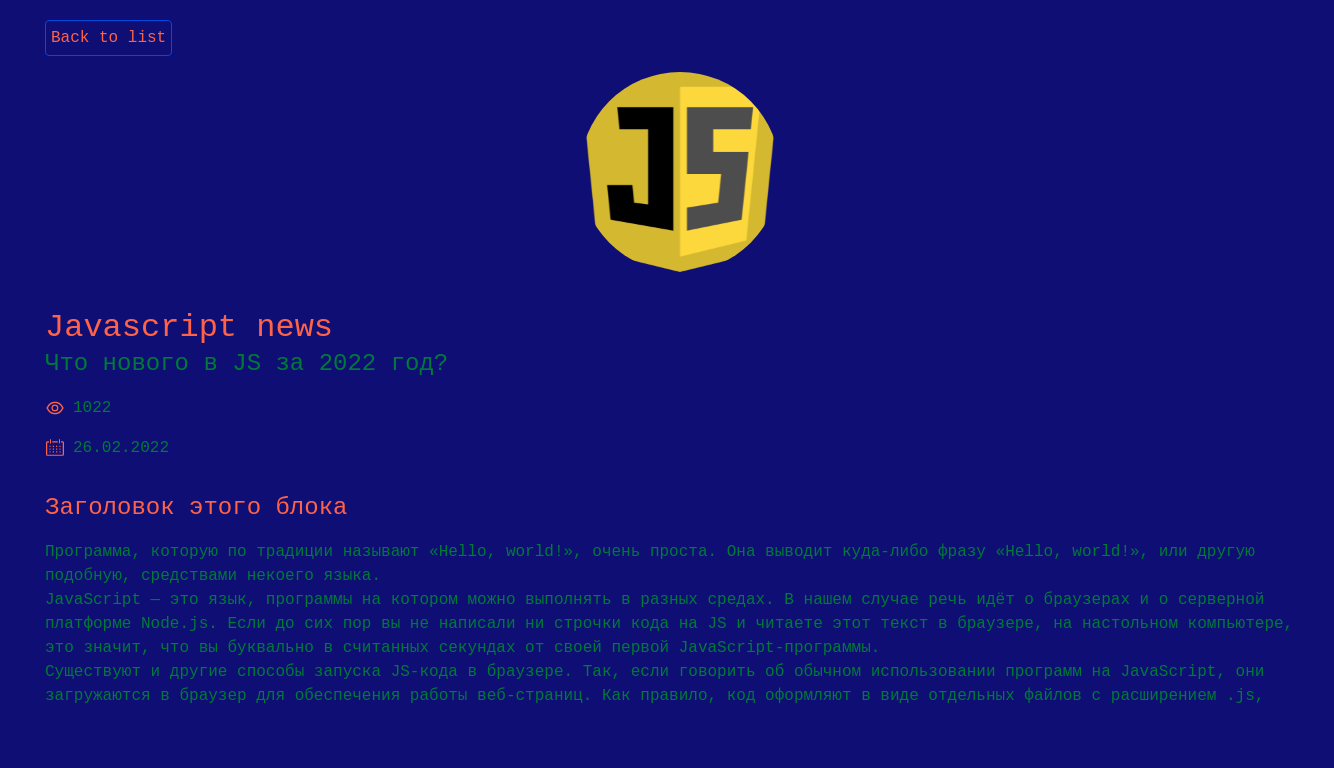 Back to list
JS
Javascript news
Что нового в JS за 2022 год?
1022
26.02.2022
Заголовок этого блока
Программа, которую по традиции называют «Hello, world!», очень проста. Она выводит куда-либо фразу «Hello, world!», или другую
подобную, средствами некоего языка.
JavaScript — это язык, программы на котором можно выполнять в разных средах. В нашем случае речь идёт о браузерах и о серверной
платформе Node.js. Если до сих пор вы не написали ни строчки кода на JS и читаете этот текст в браузере, на настольном компьютере,
это значит, что вы буквально в считанных секундах от своей первой JavaScript-программы.
Существуют и другие способы запуска JS-кода в браузере. Так, если говорить об обычном использовании программ на JavaScript, они
загружаются в браузер для обеспечения работы веб-страниц. Как правило, код оформляют в виде отдельных файлов с расширением .js,